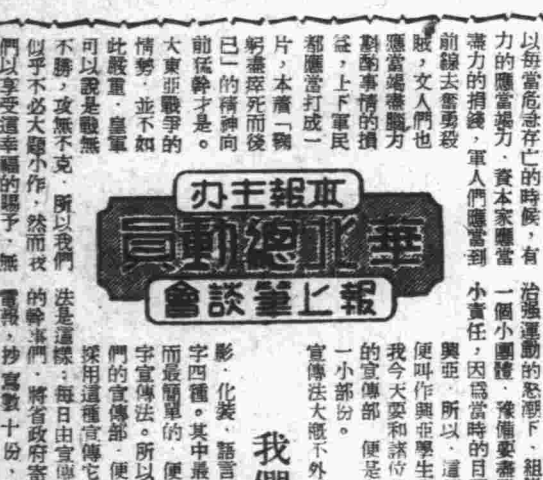 以每當危急存亡的時候，有
力的應當竭力．資本家應當
盡力的捐錢，軍人們應當到
前線去奮勇殺
賊，文人們也
應當竭盡腦方
斟酌事情的損
益，上下軍民
都應當打成一
片，本着「鞠
躬盡瘁死而後
已」的精神向
前猛幹才是。
大東亞戰爭的
情勢．並不如
此嚴重．皇軍
可以說是戰無
不勝，攻無不克．所以我們
似乎不必大題小作，然而我
們以享受這幸福的賜予．無
本報主办
華北總動員
報上筆談會
治强運動的怒潮下．組
一個小團體．豫備要盡
小責任，因爲當時的日
興亞．所以．這
便叫作興亞學生
我今天要和諸位
的宣傳部　便是
一小部份。
宣傳法大概不外
我們
影．化裝．語言
字四種。其中最
而最簡單的．便
字宣傳法。所以
們的宣傳部．便
採用這種宣傳
法是這樣：每日由宣傳
的幹事們．將省政府寄
電報，抄寫數十份，